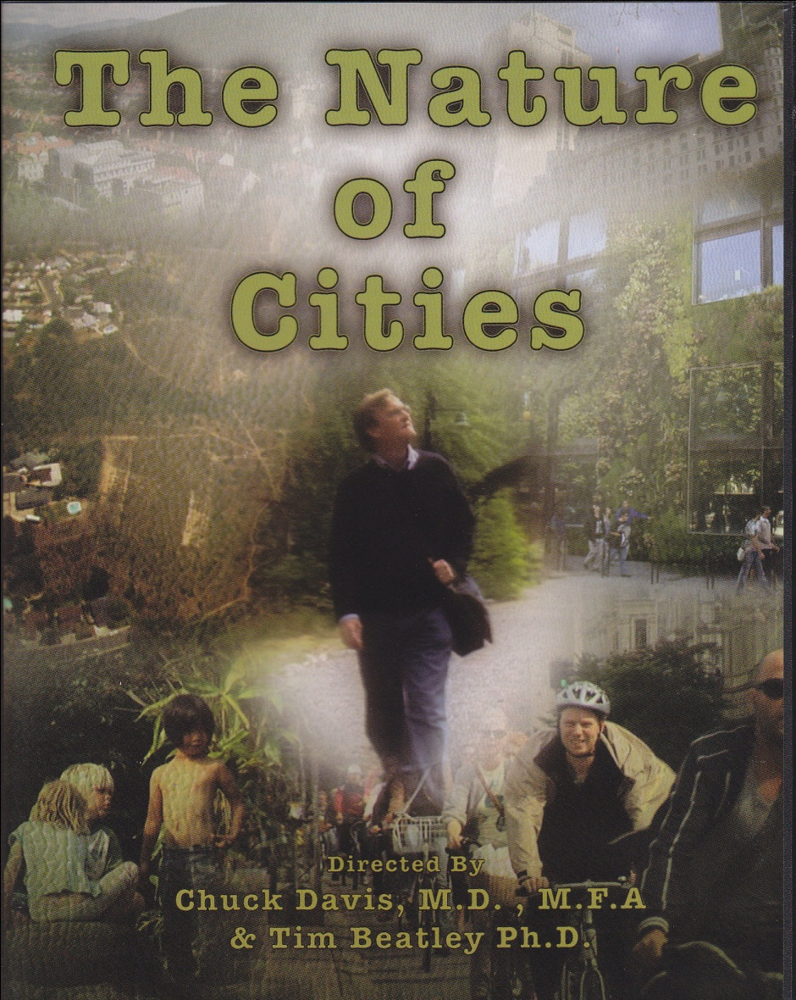 The Nature
of
Cities
Directed By
Chuck Davis, M.D. , M.F.A
& Tim Beatley Ph.D.